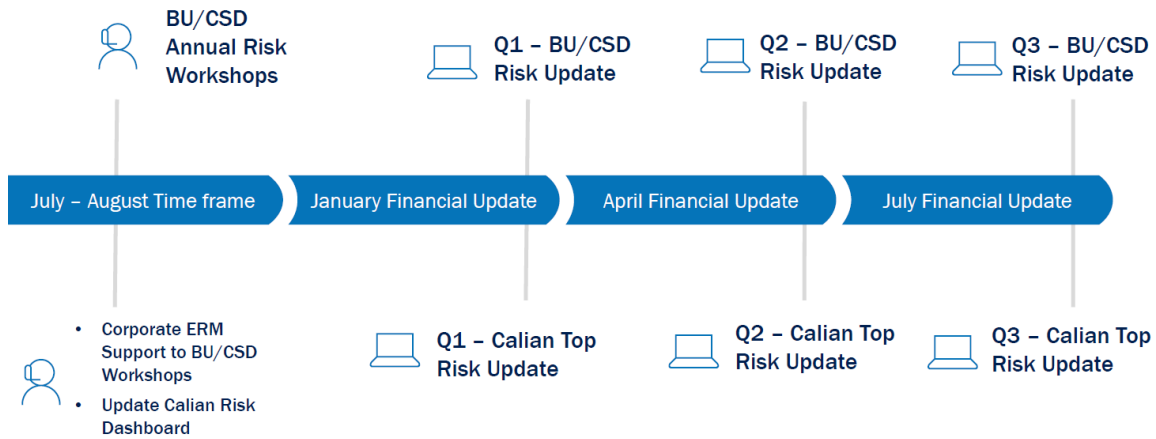 BU/CSD
Annual Risk
Workshops
Q1 – BU/CSD
Risk Update
Q2 – BU/CSD
Risk Update
Q3 – BU/CSD
Risk Update
July – August Time frame
January Financial Update
April Financial Update
July Financial Update
• Corporate ERM
Support to BU/CSD
Workshops
• Update Calian Risk
Dashboard
Q1 – Calian Top
Risk Update
Q2 – Calian Top
Risk Update
Q3 – Calian Top
Risk Update